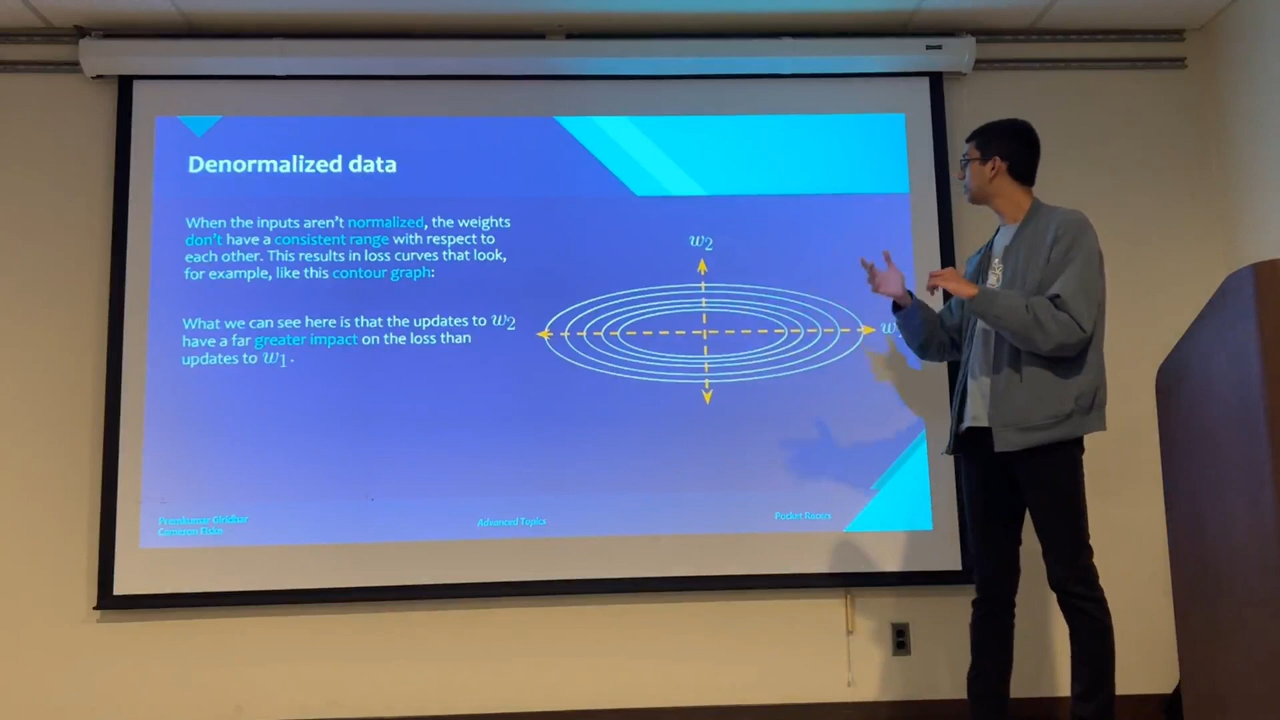 Denormalized data
When the inputs aren't normalized, the weights
don't have a consistent range with respect to
each other. This results in loss curves that look,
for example, like this contour graph:
What we can see here is that the updates to w₂
have a far greater impact on the loss than
updates to w₁.
w₂
w
Premkumar Giridhar
Cameron
Advanced Topics
Pocket Racers